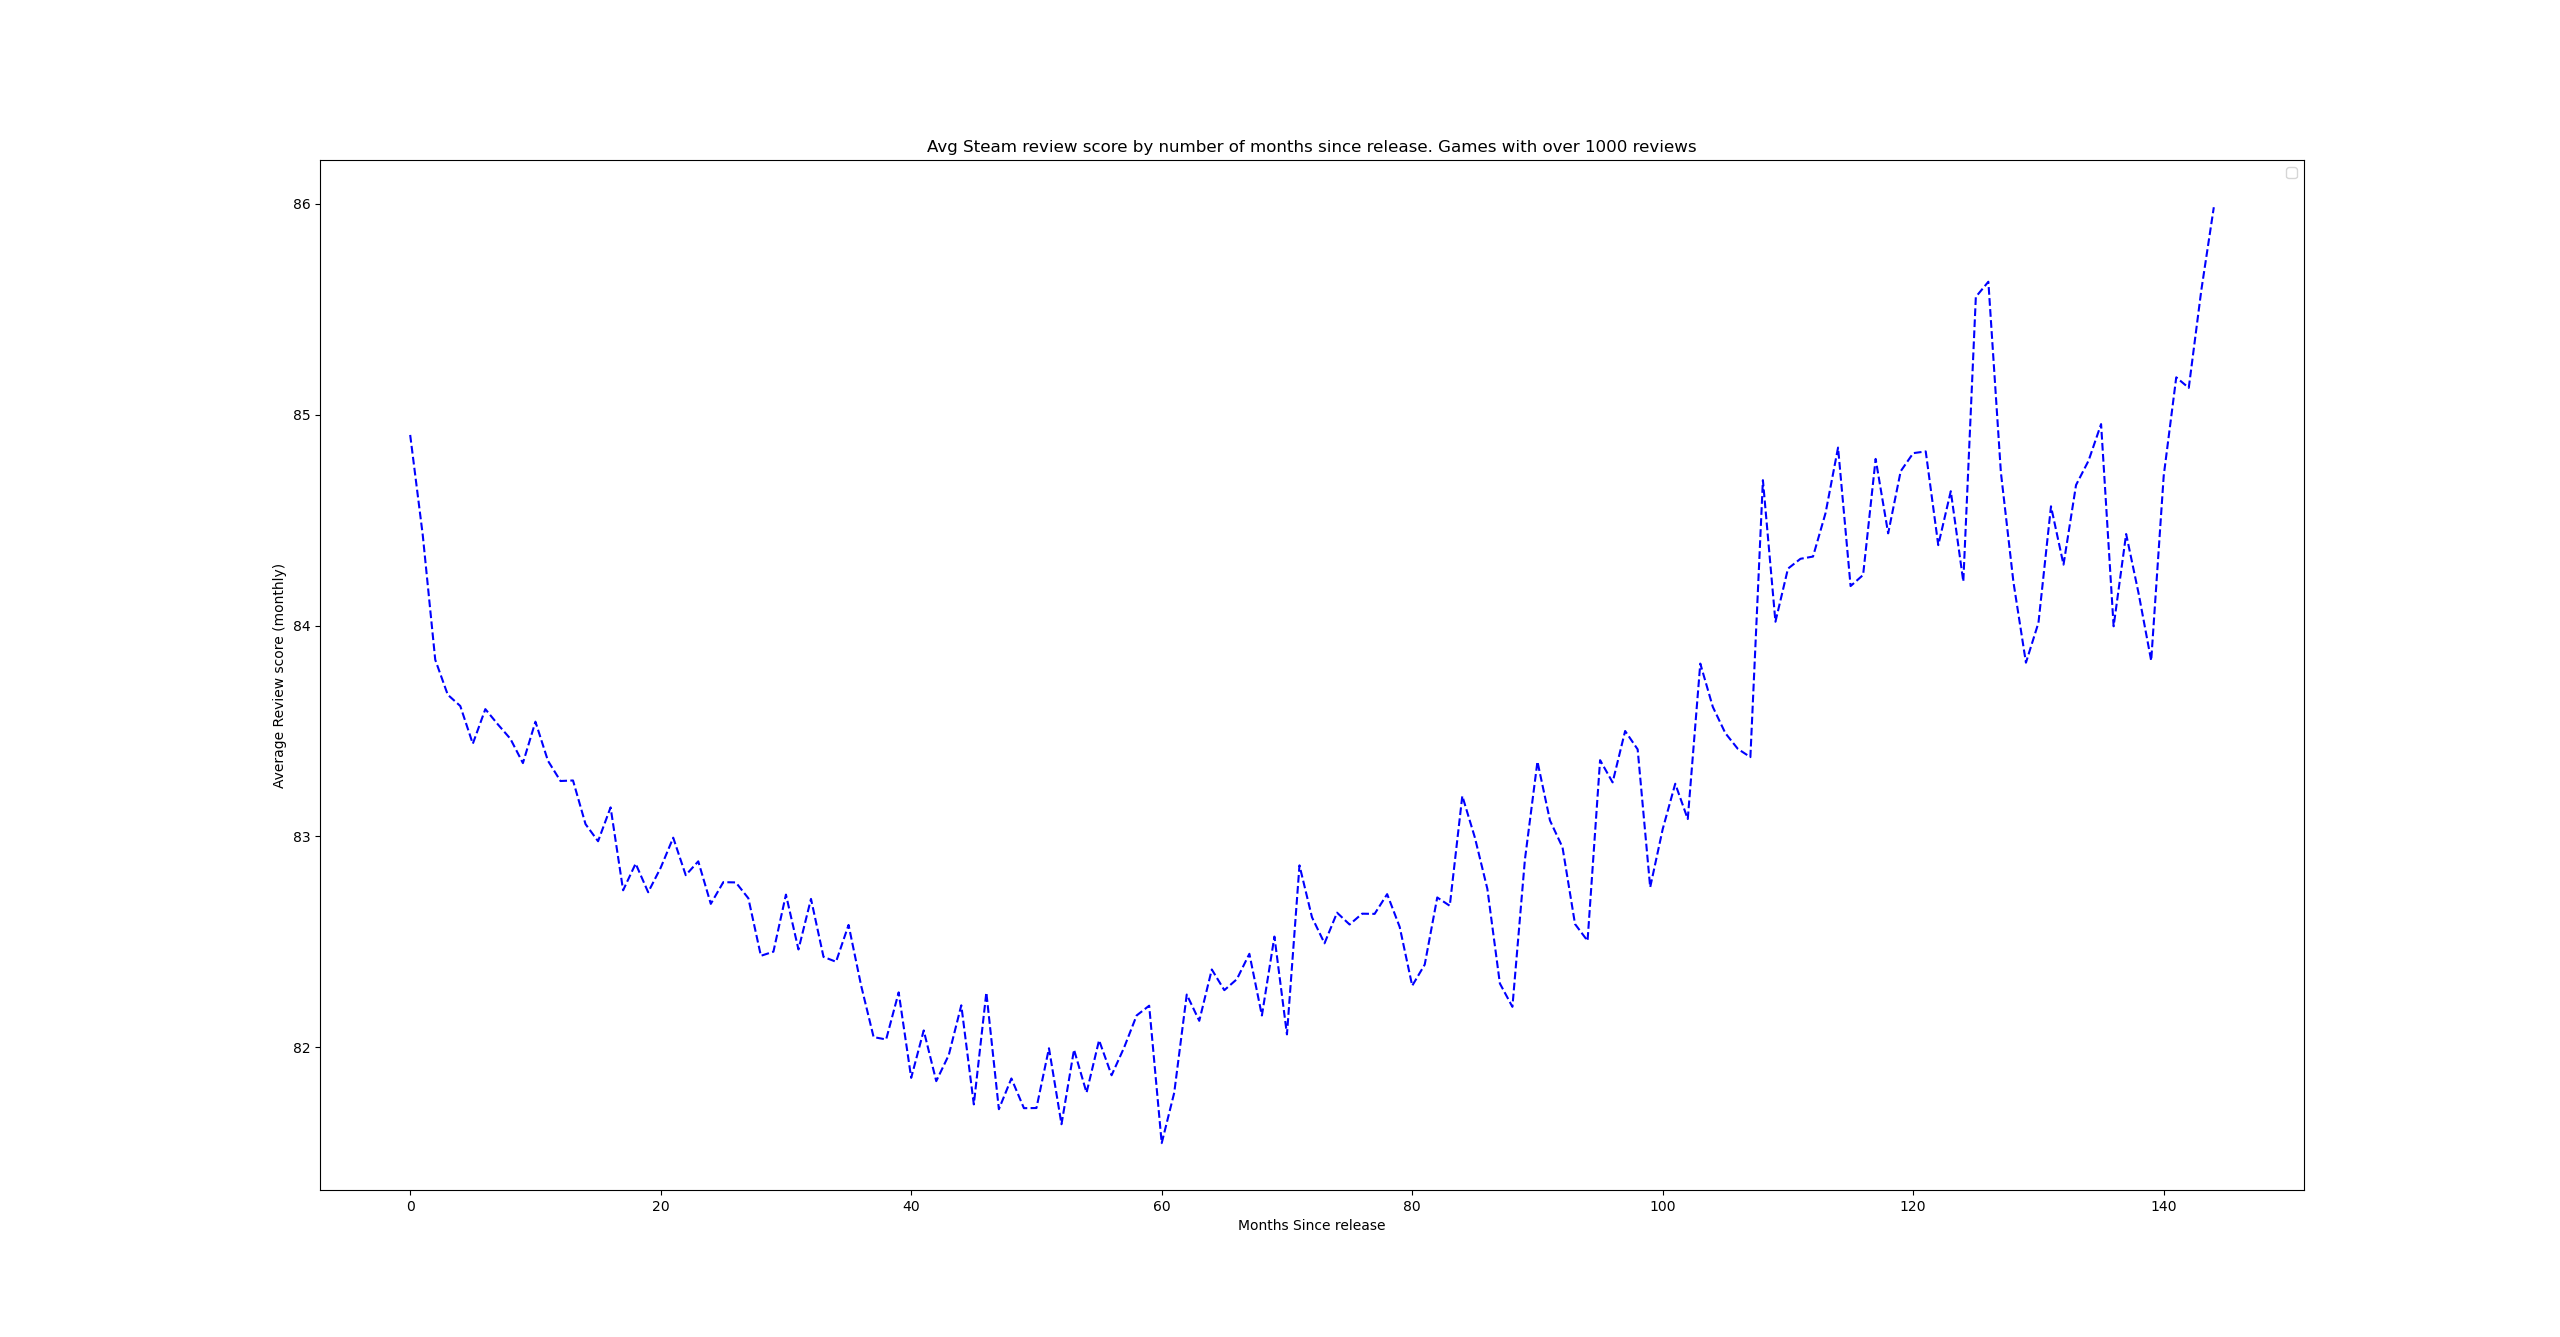 Avg Steam review score by number of months since release. Games with over 1000 reviews
86
85
84
83
82
Average Review score (monthly)
0 20 40 60 80 100 120 140
Months Since release